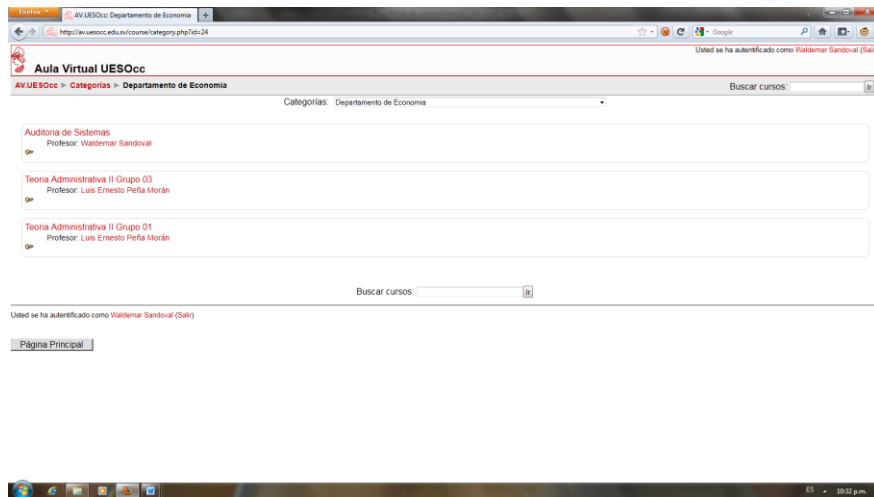 Firefox
AV.UESOcc: Departamento de Economia
http://av.uesocc.edu.sv/course/category.php?id=24
Google
Usted se ha autentificado como Waldemar Sandoval (Sali
Aula Virtual UESOcc
AV.UESOcc ► Categorías ► Departamento de Economia
Buscar cursos: Ir
Categorías: Departamento de Economia
Auditoria de Sistemas
Profesor: Waldemar Sandoval
Teoria Administrativa II Grupo 03
Profesor: Luis Ernesto Peña Morán
Teoria Administrativa II Grupo 01
Profesor: Luis Ernesto Peña Morán
Buscar cursos: Ir
Usted se ha autentificado como Waldemar Sandoval (Salir)
Página Principal
ES 10:32 p.m.